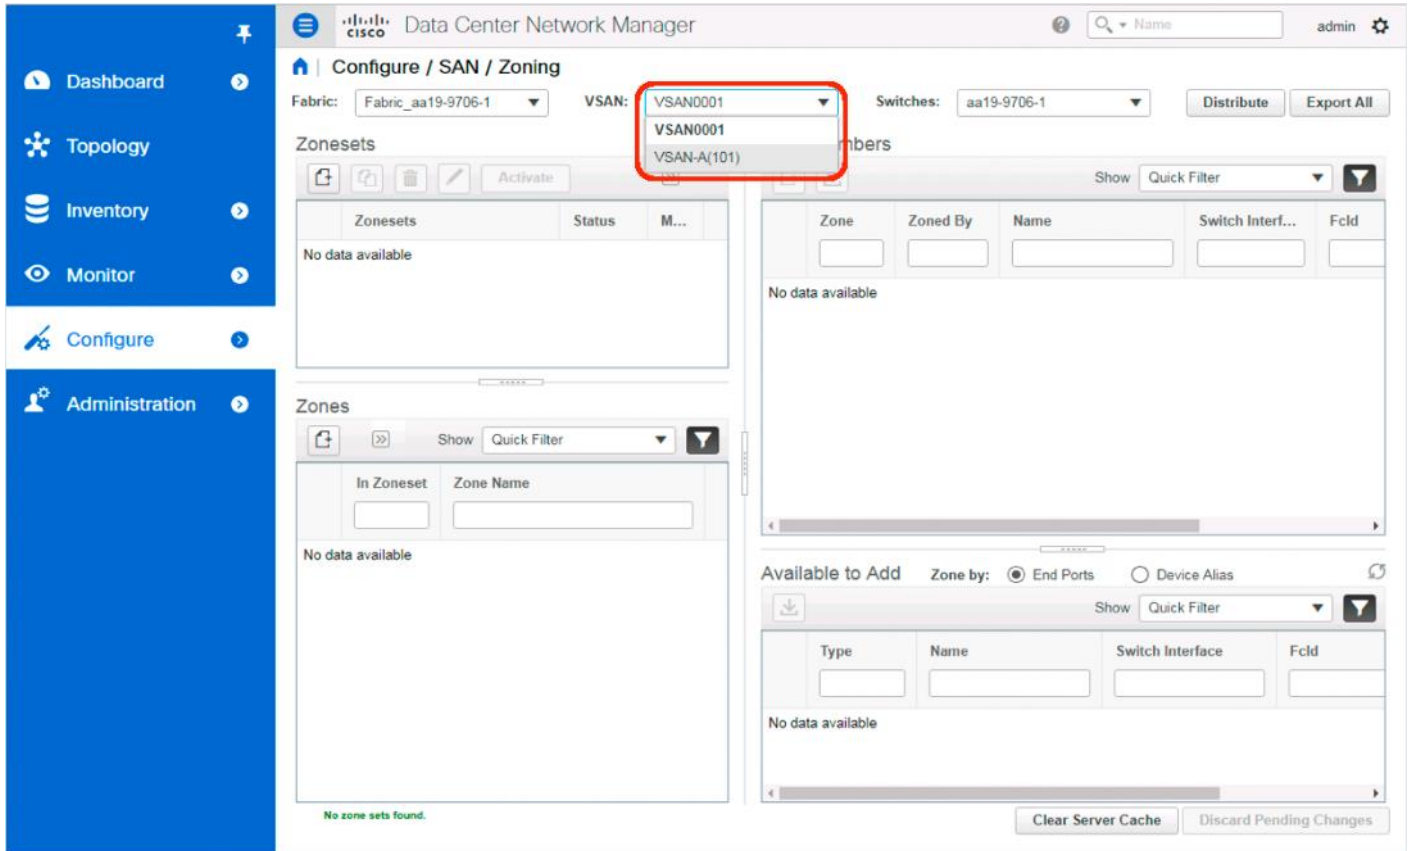 cisco Data Center Network Manager
Name
admin
Dashboard
Topology
Inventory
Monitor
Configure
Administration
Configure / SAN / Zoning
Fabric: Fabric_aa19-9706-1 VSAN: VSAN0001 Switches: aa19-9706-1 Distribute Export All
VSAN0001
VSAN-A(101)
Zonesets
Activate
Zonesets Status M...
No data available
Zones
Show Quick Filter
In Zoneset Zone Name
No data available
No zone sets found.
mbers
Show Quick Filter
Zone Zoned By Name Switch Interf... FcId
No data available
Available to Add Zone by: End Ports Device Alias
Show Quick Filter
Type Name Switch Interface FcId
No data available
Clear Server Cache Discard Pending Changes